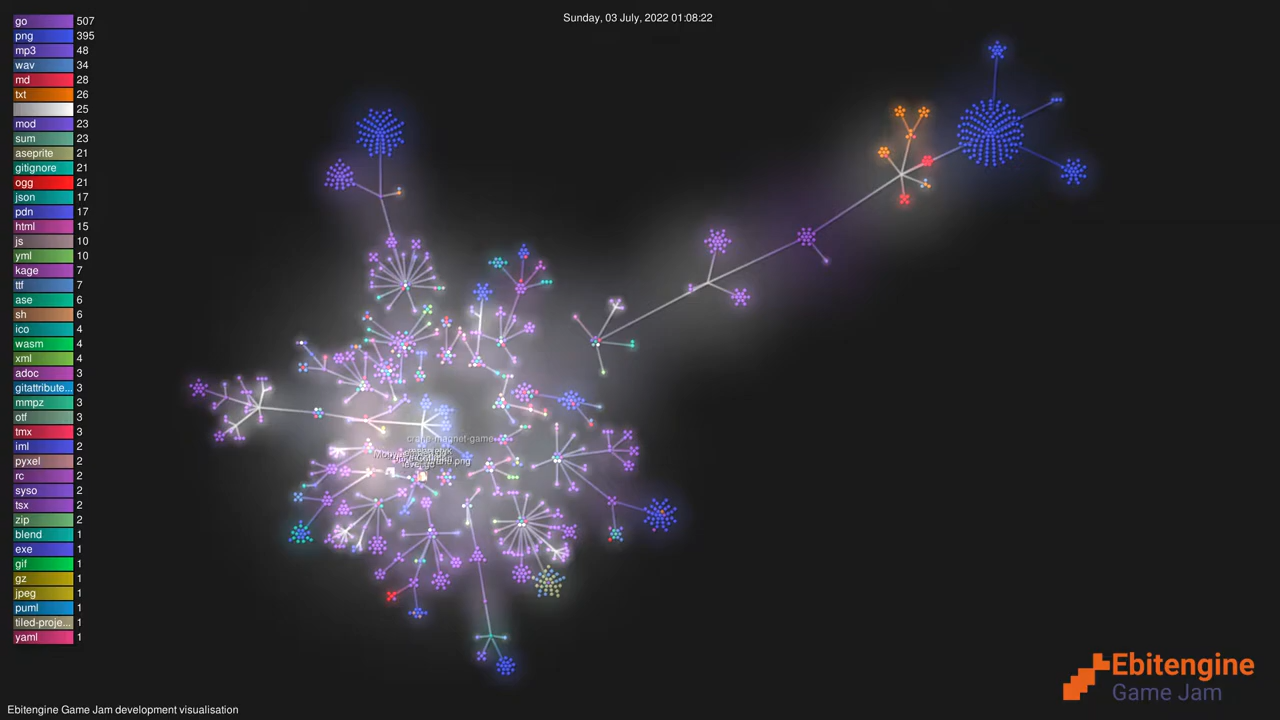 Sunday, 03 July, 2022 01:08:22
go 507
png 395
mp3 48
wav 34
md 28
txt 26
25
mod 23
sum 23
aseprite 21
gitignore 21
ogg 21
json 17
pdn 17
html 15
js 10
yml 10
kage 7
ttf 7
ase 6
sh 6
ico 4
wasm 4
xml 4
adoc 3
gitattribute... 3
mmpz 3
otf 3
tmx 3
iml 2
pyxel 2
rc 2
syso 2
tsx 2
zip 2
blend 1
exe 1
gif 1
gz 1
jpeg 1
puml 1
tiled-proje... 1
yaml 1
crane-magnet-game
Ebitengine
Game Jam
Ebitengine Game Jam development visualisation